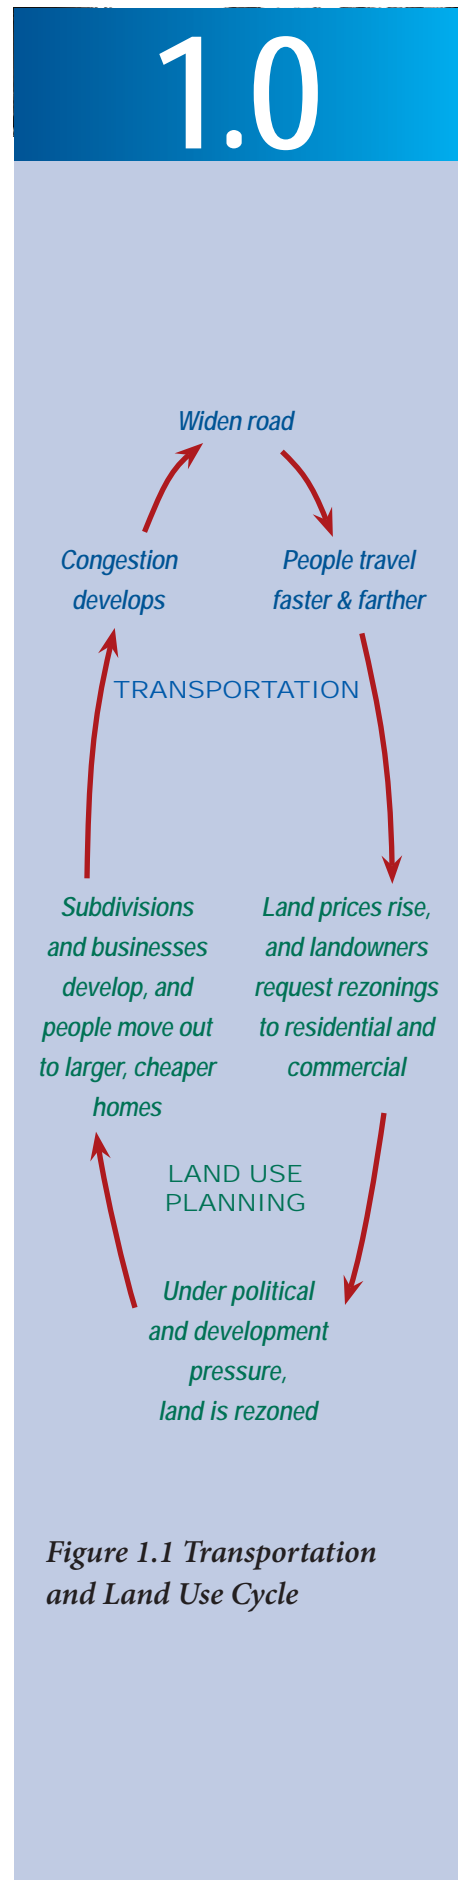 1.0
Widen road
People travel
faster & farther
Congestion
develops
TRANSPORTATION
Land prices rise,
and landowners
request rezonings
to residential and
commercial
Subdivisions
and businesses
develop, and
people move out
to larger, cheaper
homes
LAND USE
PLANNING
Under political
and development
pressure,
land is rezoned
Figure 1.1 Transportation
and Land Use Cycle